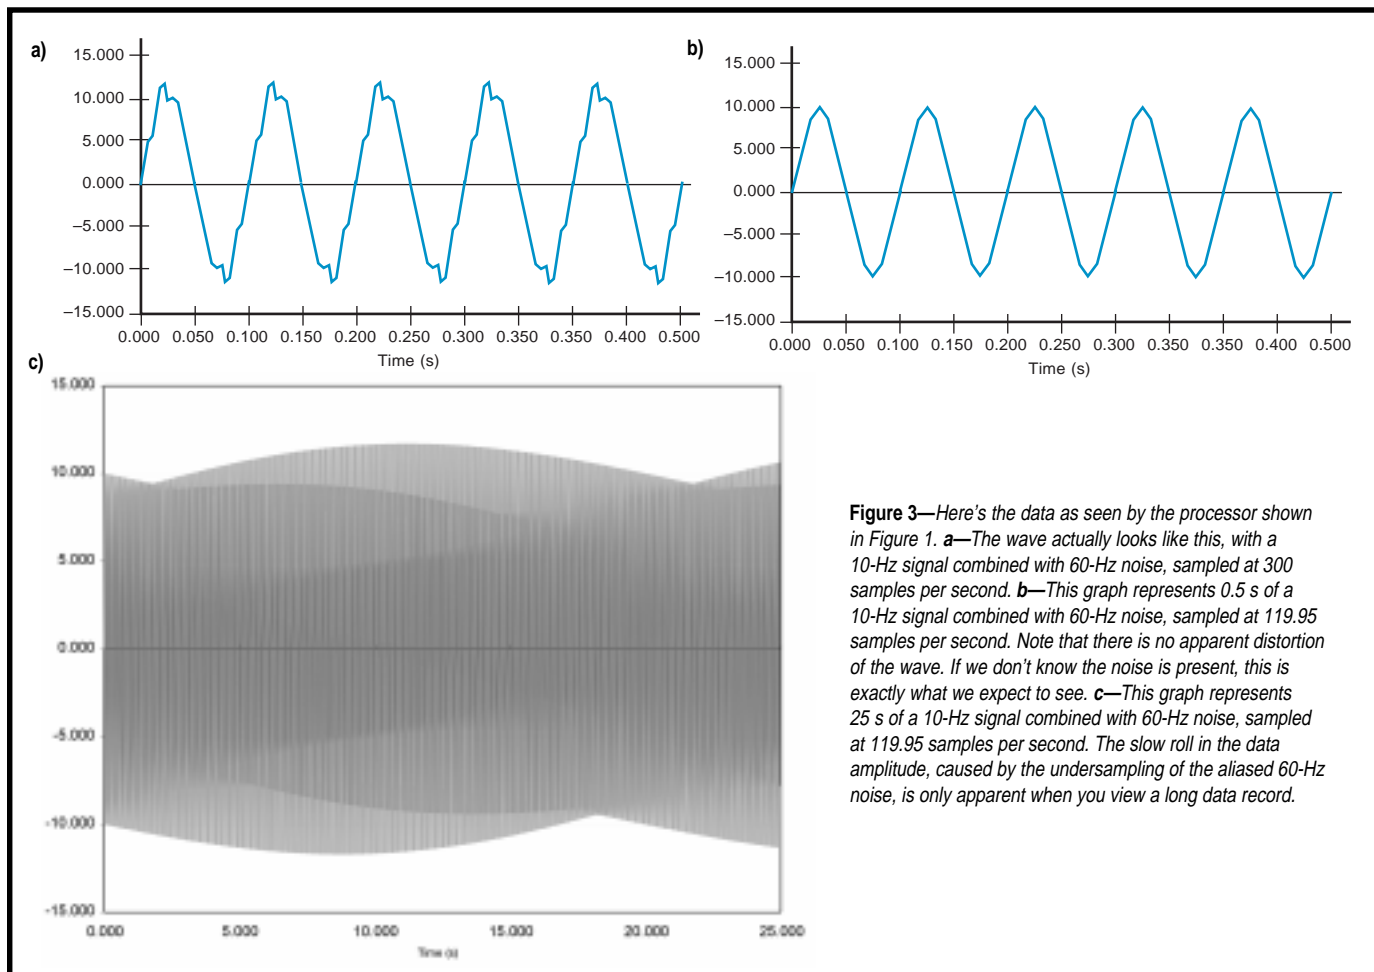 a)
15.000
10.000
5.000
0.000
−5.000
−10.000
−15.000
0.000 0.050 0.100 0.150 0.200 0.250 0.300 0.350 0.400 0.500
Time (s)
b)
15.000
10.000
5.000
0.000
−5.000
−10.000
−15.000
0.000 0.050 0.100 0.150 0.200 0.250 0.300 0.350 0.400 0.500
Time (s)
c)
15.000
10.000
5.000
0.000
-5.000
-10.000
-15.000
0.000 5.000 10.000 15.000 20.000 25.000
Time (s)
Figure 3—Here's the data as seen by the processor shown
in Figure 1. a—The wave actually looks like this, with a
10-Hz signal combined with 60-Hz noise, sampled at 300
samples per second. b—This graph represents 0.5 s of a
10-Hz signal combined with 60-Hz noise, sampled at 119.95
samples per second. Note that there is no apparent distortion
of the wave. If we don't know the noise is present, this is
exactly what we expect to see. c—This graph represents
25 s of a 10-Hz signal combined with 60-Hz noise, sampled
at 119.95 samples per second. The slow roll in the data
amplitude, caused by the undersampling of the aliased 60-Hz
noise, is only apparent when you view a long data record.